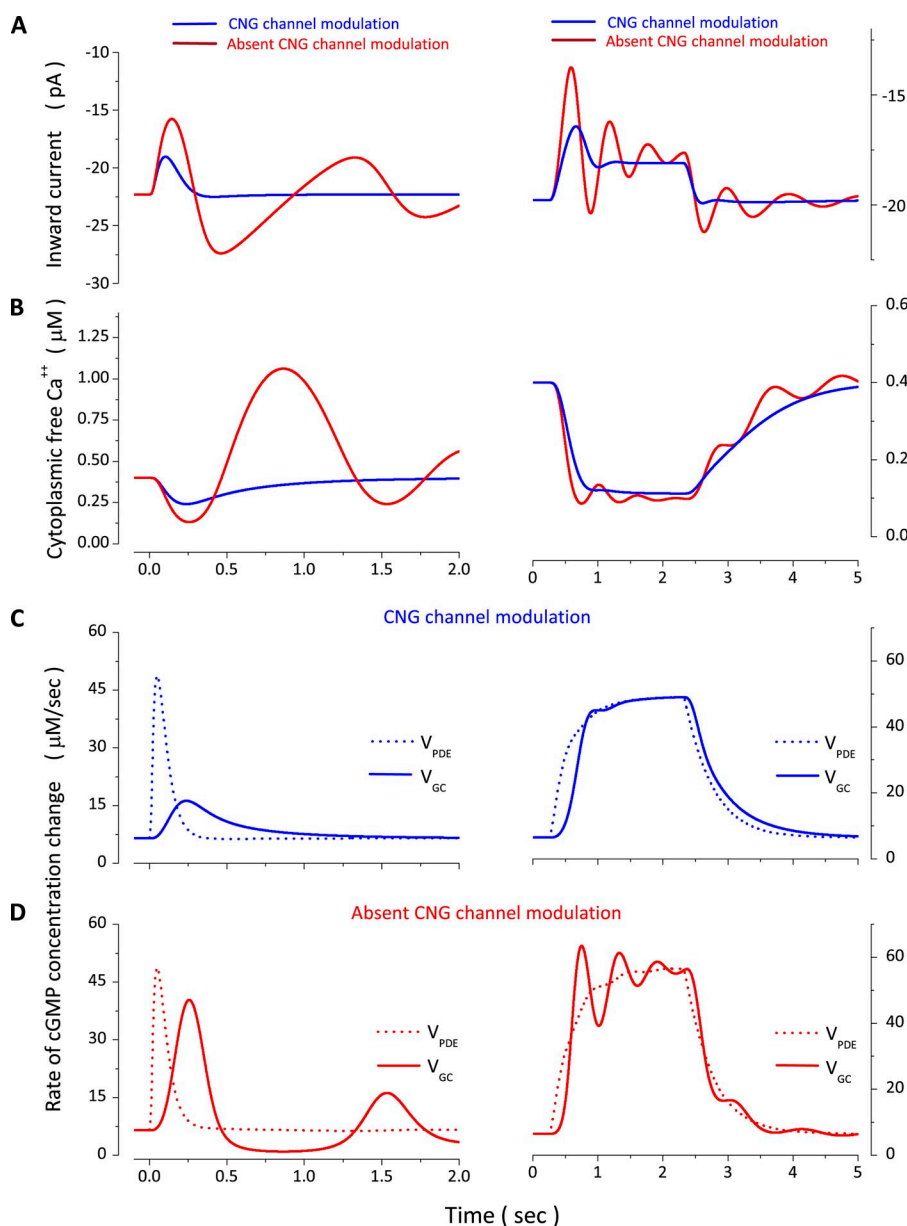 A
CNG channel modulation
Absent CNG channel modulation
CNG channel modulation
Absent CNG channel modulation
Inward current ( pA )
-10
-15
-20
-25
-30
-15
-20
B
Cytoplasmic free Ca++ ( μM )
1.25
1.00
0.75
0.50
0.25
0.00
0.6
0.4
0.2
0.0
0.0 0.5 1.0 1.5 2.0
0 1 2 3 4 5
C
CNG channel modulation
Rate of cGMP concentration change ( μM/sec )
60
45
30
15
0
VPDE
VGC
VPDE
VGC
60
40
20
0
D
Absent CNG channel modulation
60
45
30
15
0
VPDE
VGC
VPDE
VGC
60
40
20
0
0.0 0.5 1.0 1.5 2.0
0 1 2 3 4 5
Time ( sec )